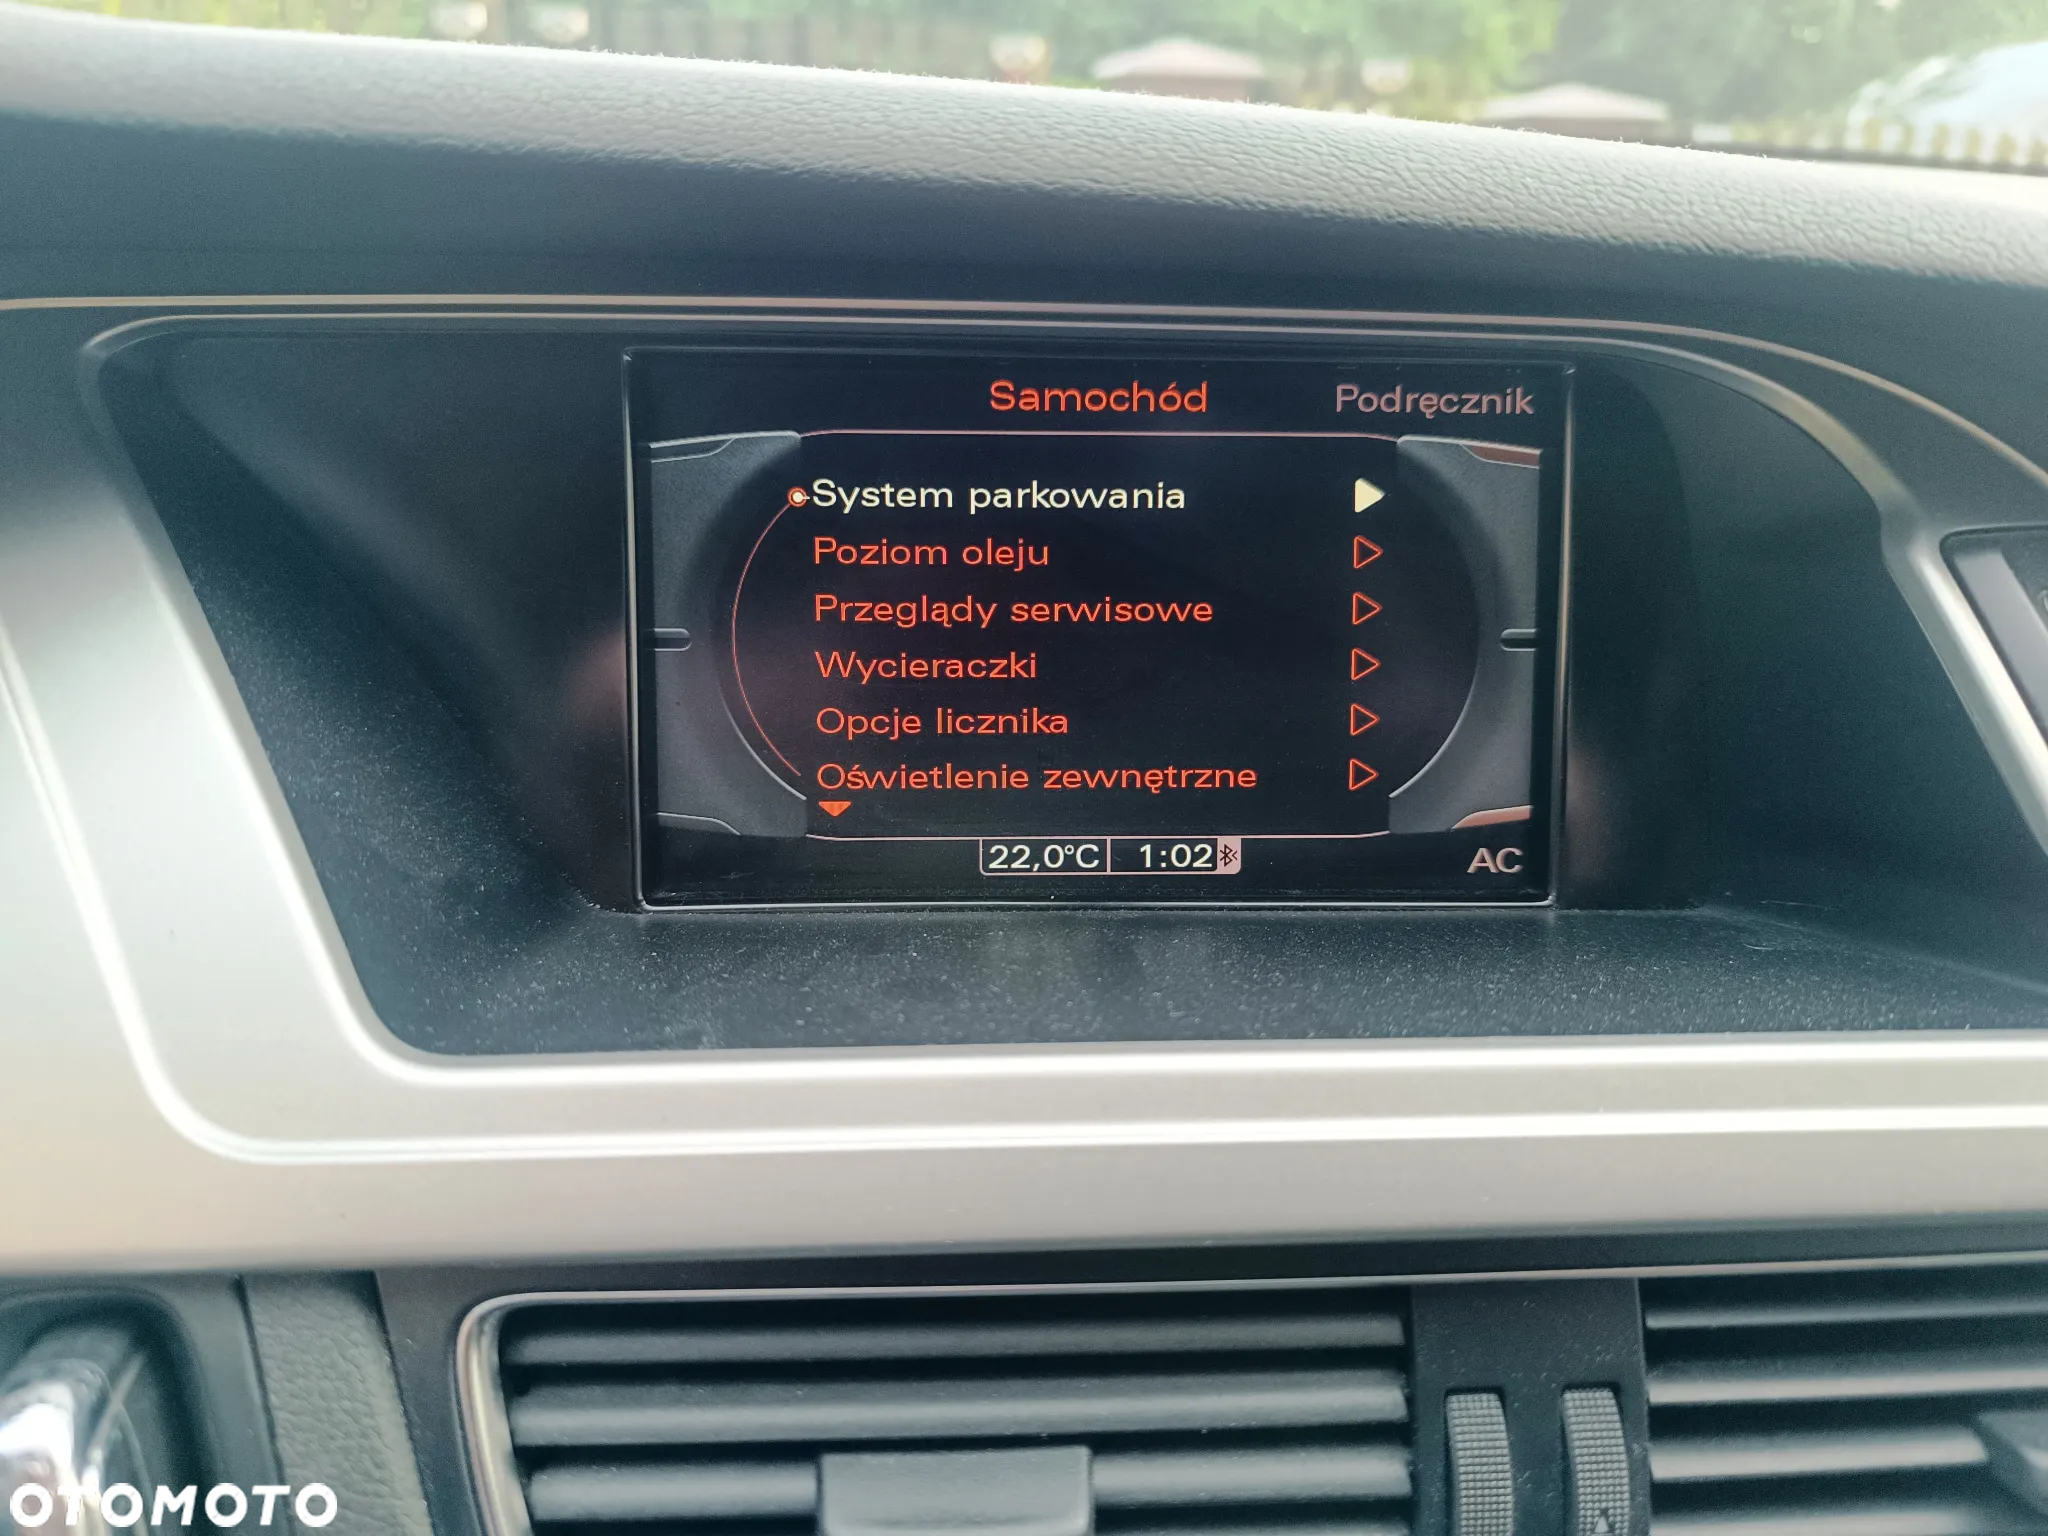 Samochód
Podręcznik
System parkowania
Poziom oleju
Przeglądy serwisowe
Wycieraczki
Opcje licznika
Oświetlenie zewnętrzne
22,0°C 1:02
AC
OTOMOTO